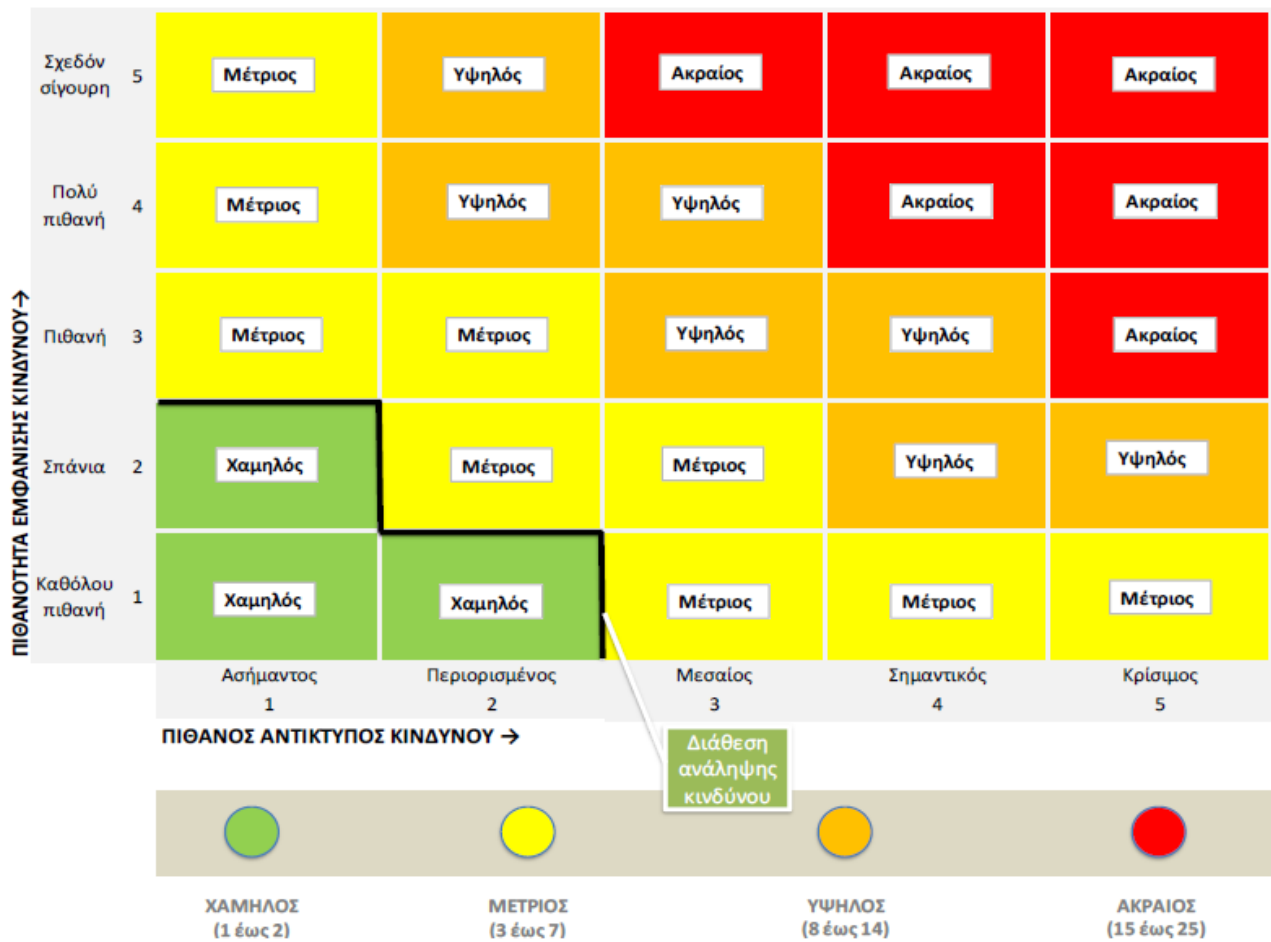 Σχεδόν
σίγουρη
5
Μέτριος
Υψηλός
Ακραίος
Ακραίος
Ακραίος
Πολύ
πιθανή
4
Μέτριος
Υψηλός
Υψηλός
Ακραίος
Ακραίος
Πιθανή
3
Μέτριος
Μέτριος
Υψηλός
Υψηλός
Ακραίος
Σπάνια
2
Χαμηλός
Μέτριος
Μέτριος
Υψηλός
Υψηλός
Καθόλου
πιθανή
1
Χαμηλός
Χαμηλός
Μέτριος
Μέτριος
Μέτριος
ΠΙΘΑΝΟΤΗΤΑ ΕΜΦΑΝΙΣΗΣ ΚΙΝΔΥΝΟΥ→
Ασήμαντος
Περιορισμένος
Μεσαίος
Σημαντικός
Κρίσιμος
1
2
3
4
5
ΠΙΘΑΝΟΣ ΑΝΤΙΚΤΥΠΟΣ ΚΙΝΔΥΝΟΥ →
Διάθεση
ανάληψης
κινδύνου
ΧΑΜΗΛΟΣ
(1 έως 2)
ΜΕΤΡΙΟΣ
(3 έως 7)
ΥΨΗΛΟΣ
(8 έως 14)
ΑΚΡΑΙΟΣ
(15 έως 25)